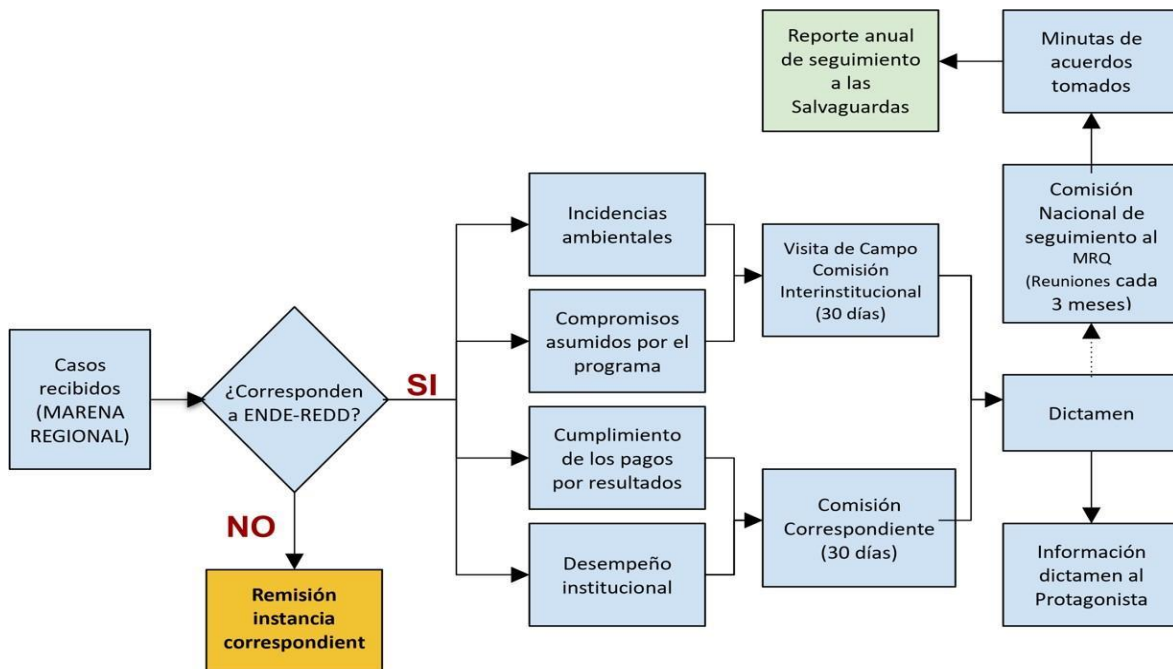 Reporte anual
de seguimiento
a las
Salvaguardas
Minutas de
acuerdos
tomados
Comisión
Nacional de
seguimiento al
MRQ
(Reuniones cada
3 meses)
Incidencias
ambientales
Visita de Campo
Comisión
Interinstitucional
(30 días)
Compromisos
asumidos por el
programa
Casos
recibidos
(MARENA
REGIONAL)
¿Corresponden
a ENDE-REDD?
SI
Dictamen
Cumplimiento
de los pagos
por resultados
Comisión
Correspondiente
(30 días)
NO
Desempeño
institucional
Información
dictamen al
Protagonista
Remisión
instancia
correspondient